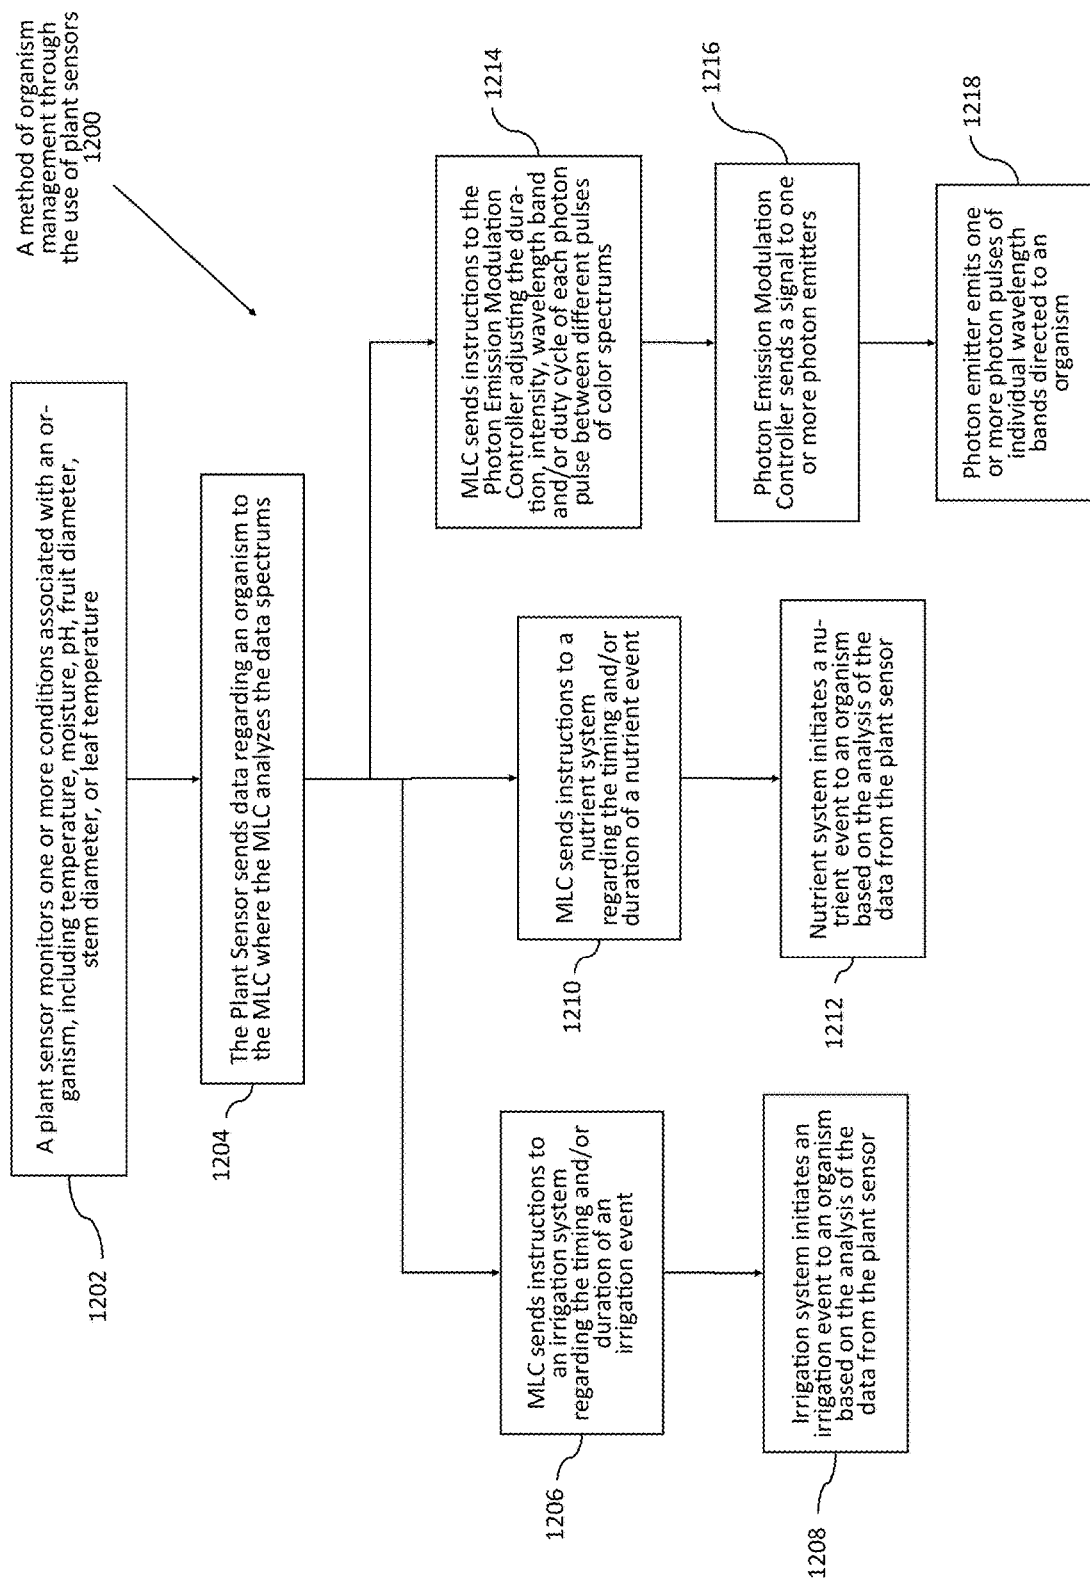 A method of organism
management through
the use of plant sensors
1200
A plant sensor monitors one or more conditions associated with an or-
ganism, including temperature, moisture, pH, fruit diameter,
stem diameter, or leaf temperature
1202
The Plant Sensor sends data regarding an organism to
the MLC where the MLC analyzes the data spectrums
1204
MLC sends instructions to
an irrigation system
regarding the timing and/or
duration of an
irrigation event
1206
Irrigation system initiates an
irrigation event to an organism
based on the analysis of the
data from the plant sensor
1208
MLC sends instructions to a
nutrient system
regarding the timing and/or
duration of a nutrient event
1210
Nutrient system initiates a nu-
trient event to an organism
based on the analysis of the
data from the plant sensor
1212
MLC sends instructions to the
Photon Emission Modulation
Controller adjusting the dura-
tion, intensity, wavelength band
and/or duty cycle of each photon
pulse between different pulses
of color spectrums
1214
Photon Emission Modulation
Controller sends a signal to one
or more photon emitters
1216
Photon emitter emits one
or more photon pulses of
individual wavelength
bands directed to an
organism
1218